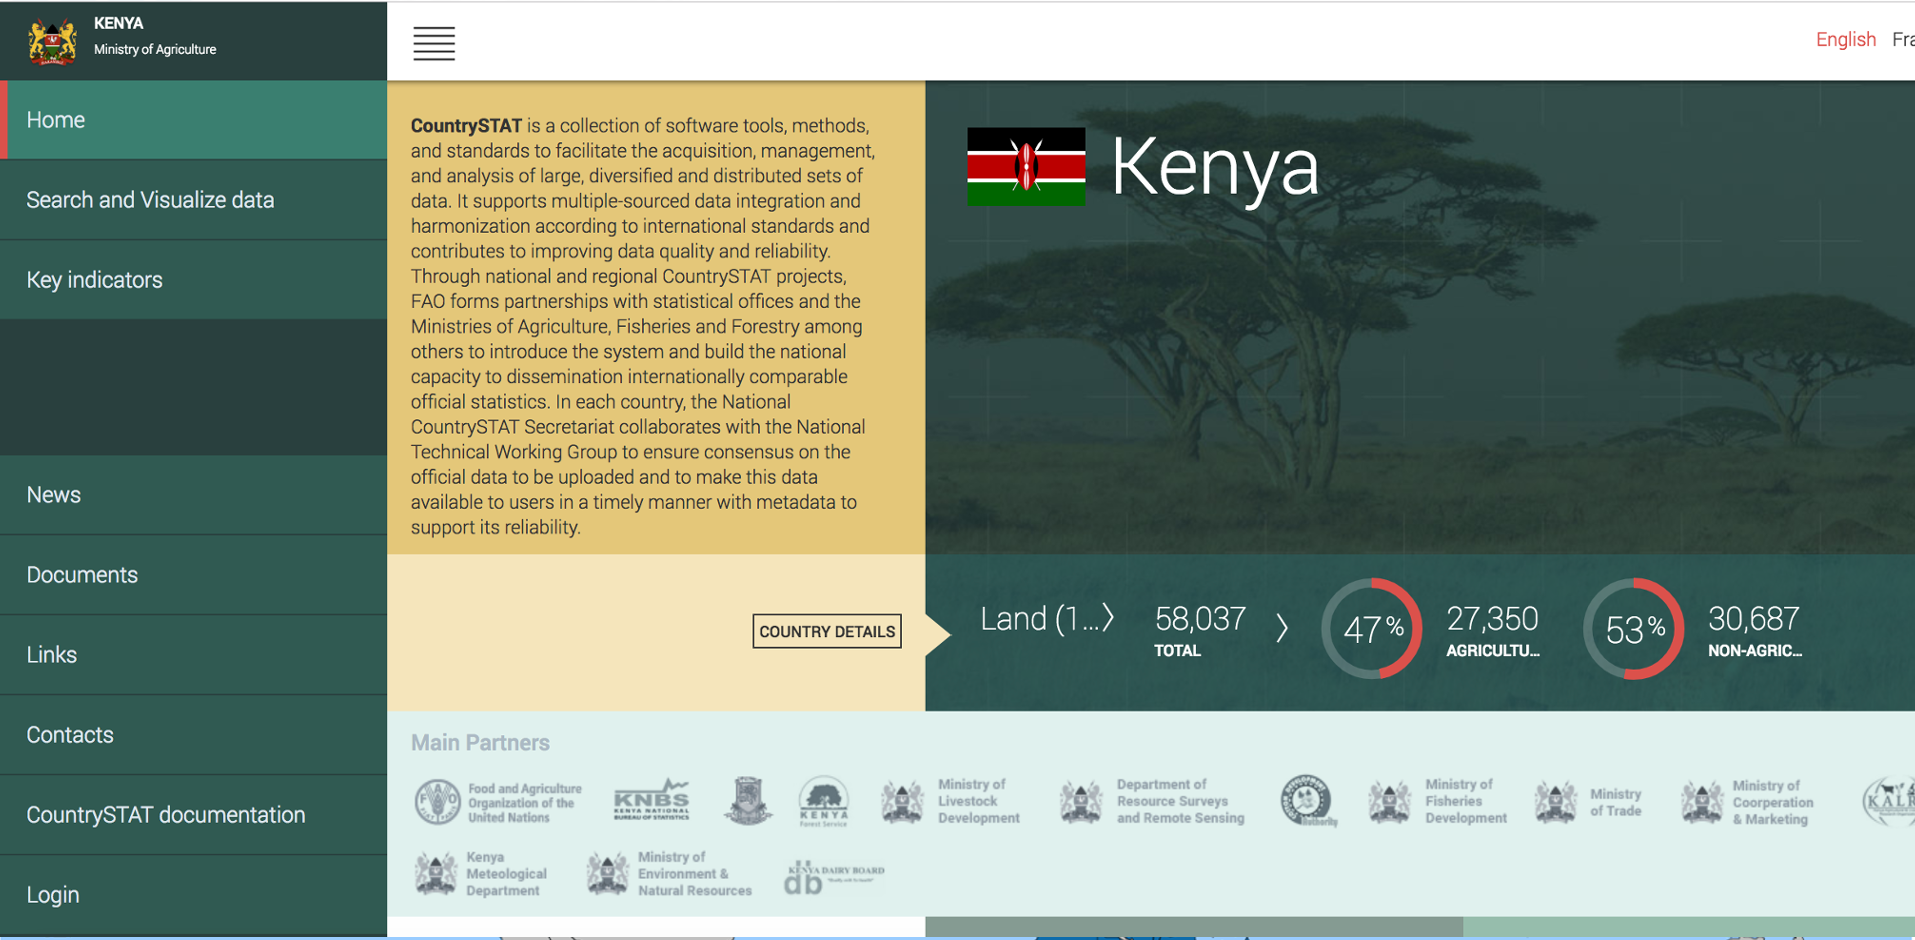 KENYA
Ministry of Agriculture
English Fra
Home
Search and Visualize data
Key indicators
News
Documents
Links
Contacts
CountrySTAT documentation
Login
CountrySTAT is a collection of software tools, methods,
and standards to facilitate the acquisition, management,
and analysis of large, diversified and distributed sets of
data. It supports multiple-sourced data integration and
harmonization according to international standards and
contributes to improving data quality and reliability.
Through national and regional CountrySTAT projects,
FAO forms partnerships with statistical offices and the
Ministries of Agriculture, Fisheries and Forestry among
others to introduce the system and build the national
capacity to dissemination internationally comparable
official statistics. In each country, the National
CountrySTAT Secretariat collaborates with the National
Technical Working Group to ensure consensus on the
official data to be uploaded and to make this data
available to users in a timely manner with metadata to
support its reliability.
COUNTRY DETAILS
Kenya
Land (1...
58,037
TOTAL
47%
27,350
AGRICULTU...
53%
30,687
NON-AGRIC...
Main Partners
FAO
Food and Agriculture
Organization of the
United Nations
KNBS
KENYA NATIONAL
BUREAU OF STATISTICS
KENYA
Forest Service
Ministry of
Livestock
Development
Department of
Resource Surveys
and Remote Sensing
Authority
Ministry of
Fisheries
Development
Ministry
of Trade
Ministry of
Coorperation
& Marketing
KALR
Kenya
Meteological
Department
Ministry of
Environment &
Natural Resources
KENYA DAIRY BOARD
db